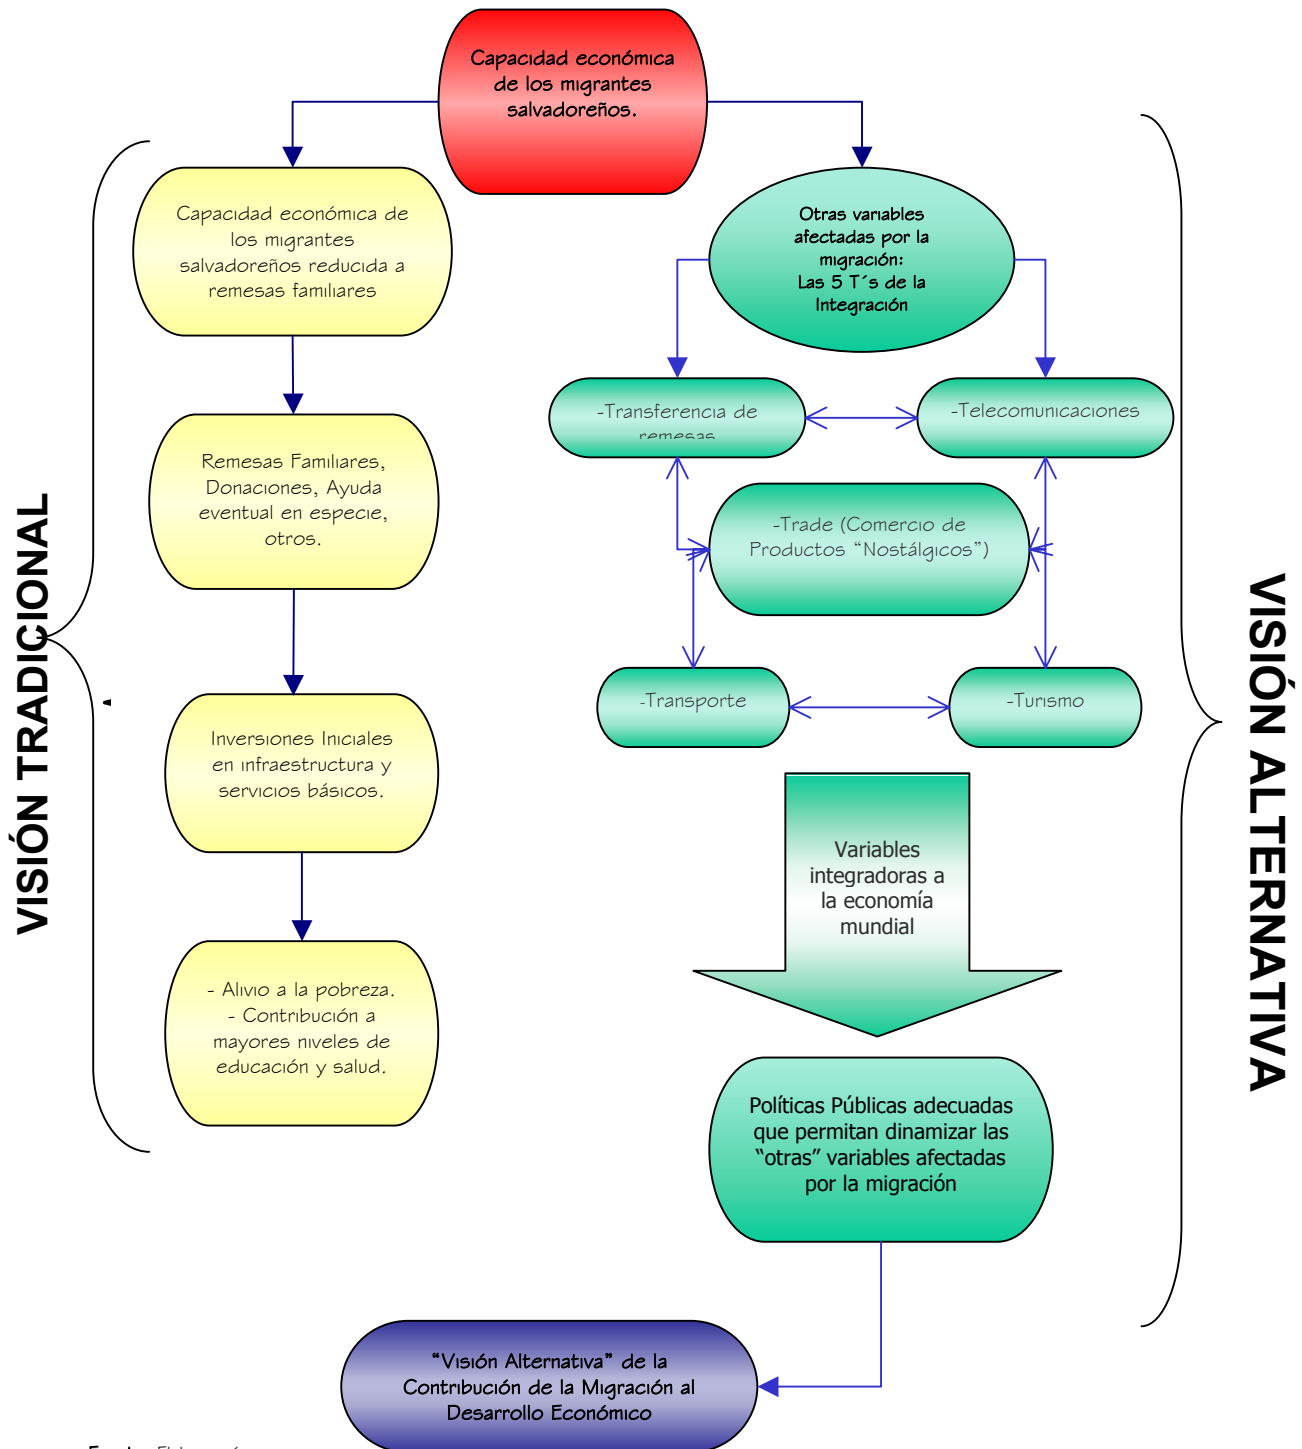 Capacidad económica
de los migrantes
salvadoreños.
VISIÓN TRADICIONAL
Capacidad económica de
los migrantes
salvadoreños reducida a
remesas familiares
Remesas Familiares,
Donaciones, Ayuda
eventual en especie,
otros.
Inversiones Iniciales
en infraestructura y
servicios básicos.
- Alivio a la pobreza.
- Contribución a
mayores niveles de
educación y salud.
VISIÓN ALTERNATIVA
Otras variables
afectadas por la
migración:
Las 5 T´s de la
Integración
-Transferencia de
remesas
-Telecomunicaciones
-Trade (Comercio de
Productos “Nostálgicos”)
-Transporte
-Turismo
Variables
integradoras a
la economía
mundial
Políticas Públicas adecuadas
que permitan dinamizar las
“otras” variables afectadas
por la migración
“Visión Alternativa” de la
Contribución de la Migración al
Desarrollo Económico